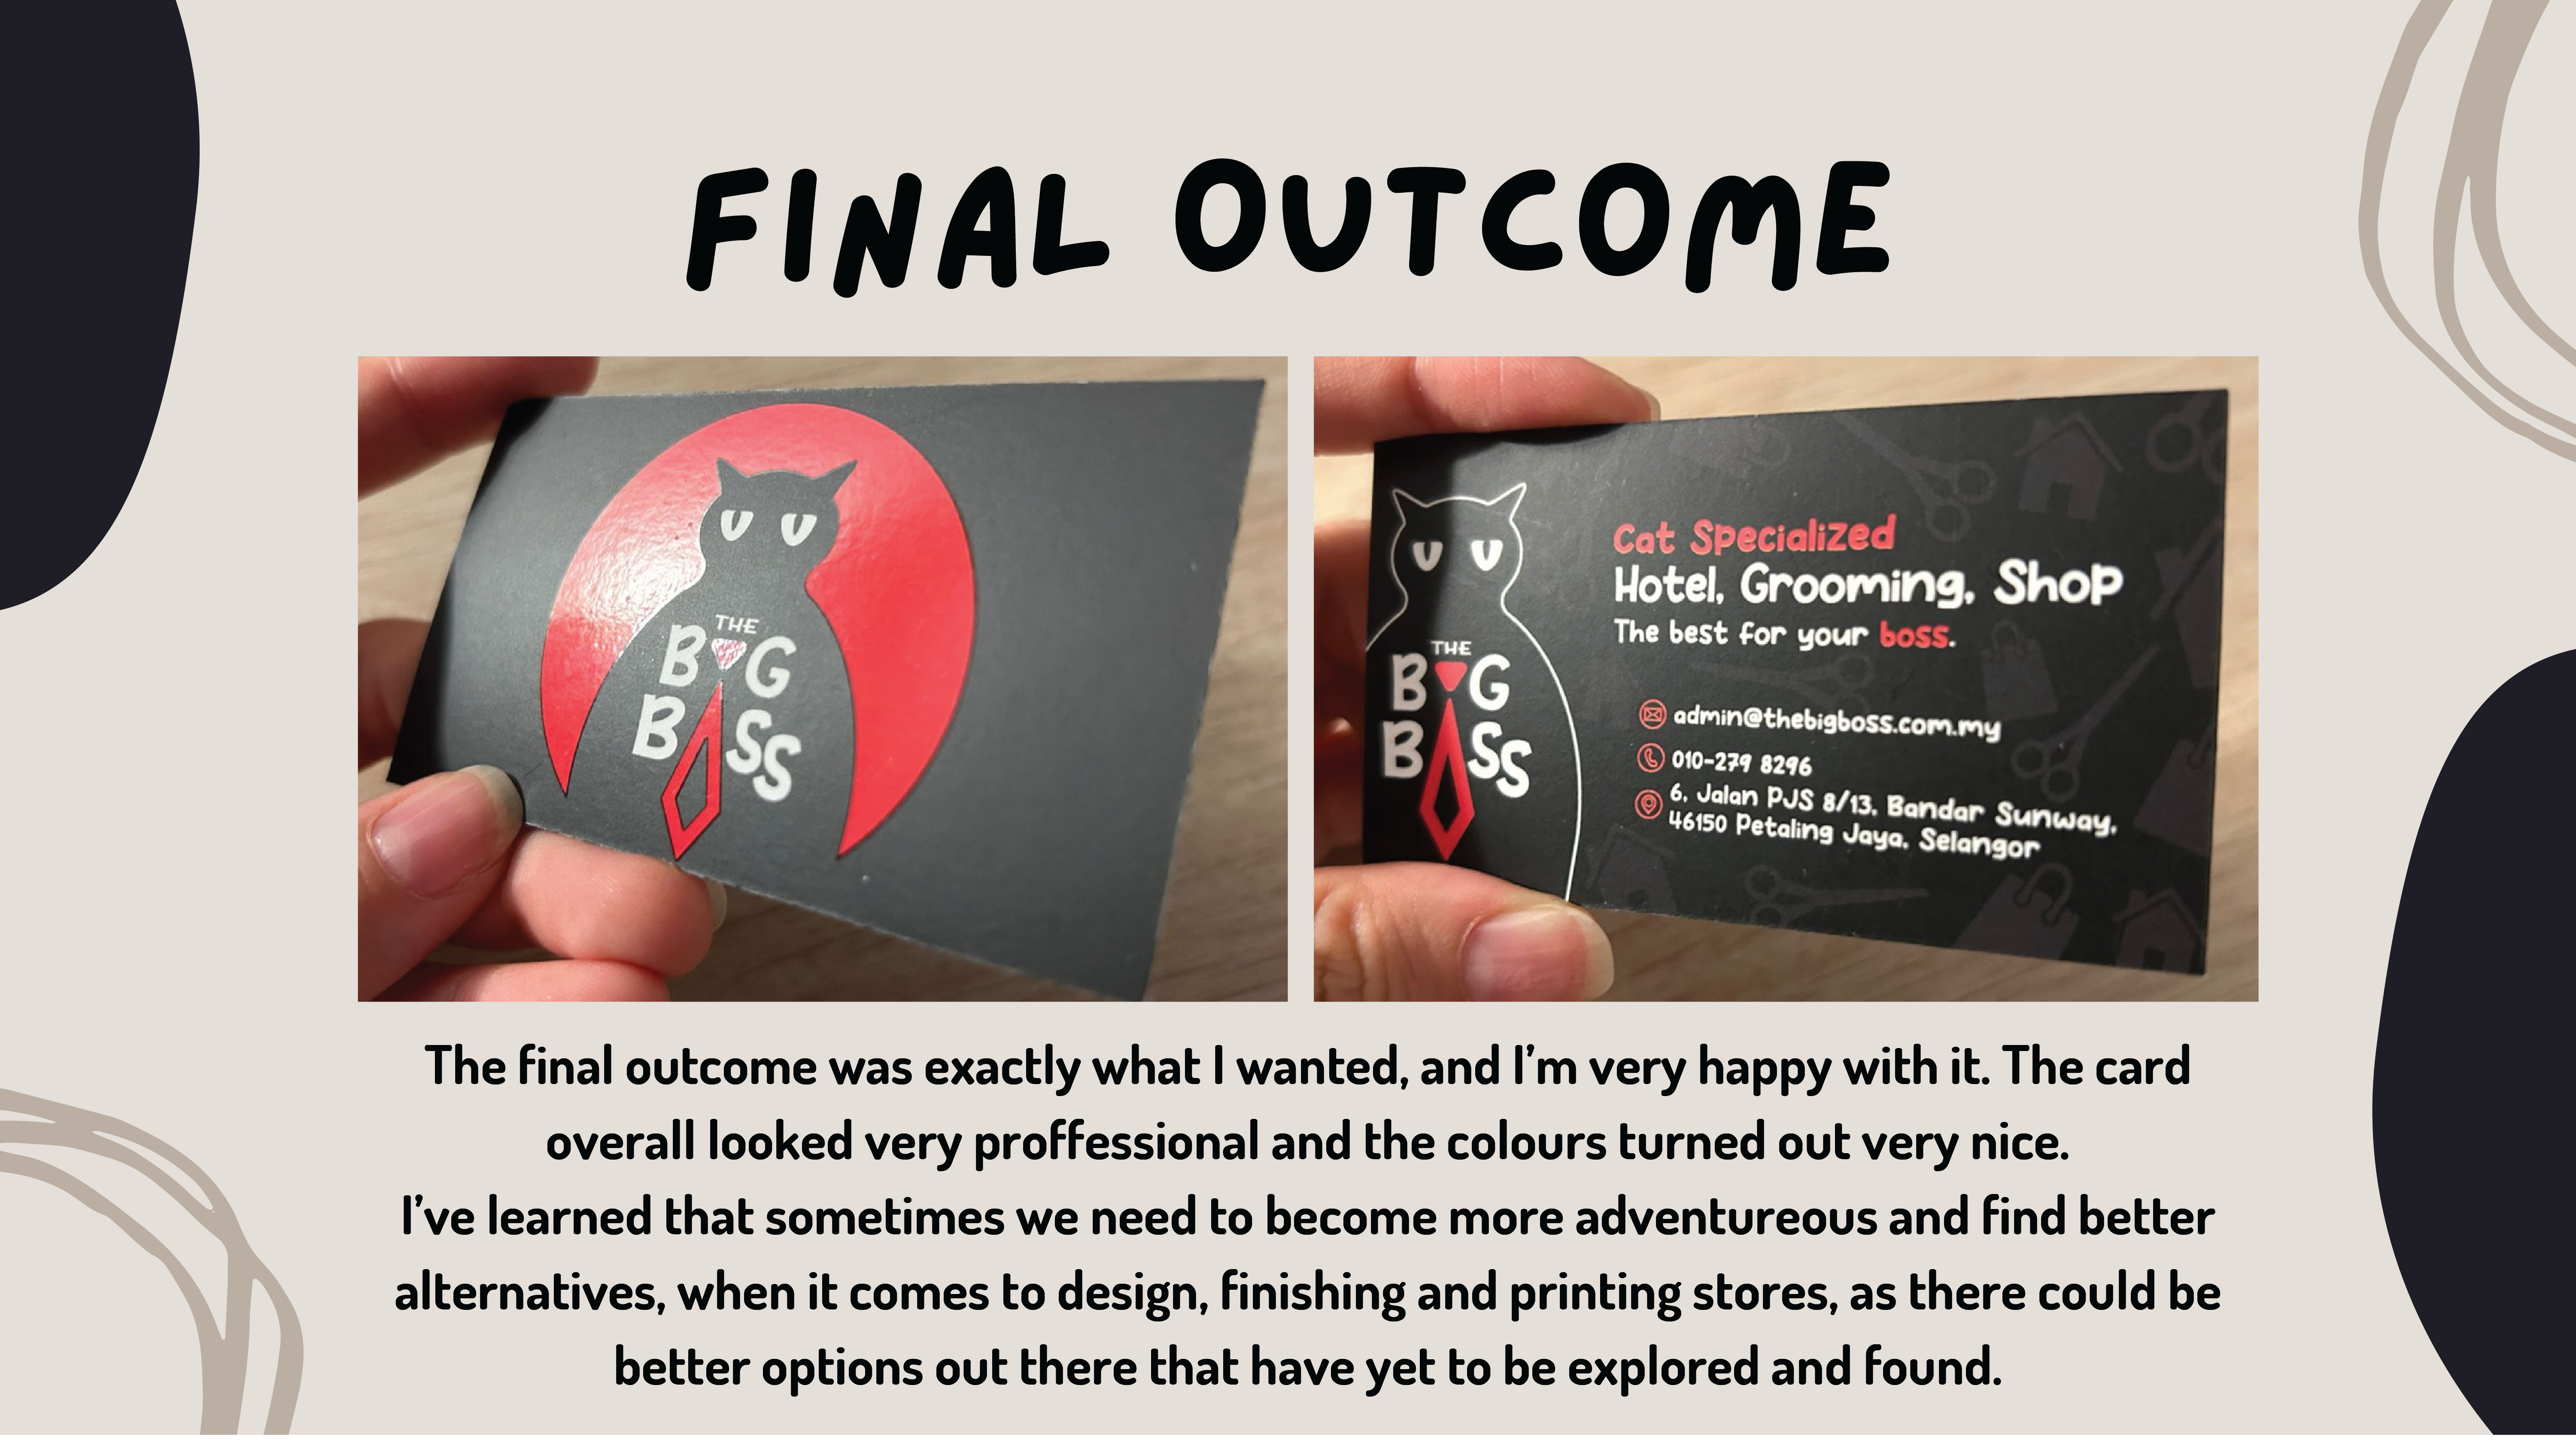 FINAL OUTCOME
THE
B G
B SS
THE
B G
B SS
Cat Specialized
Hotel, Grooming, Shop
The best for your boss.
admin@thebigboss.com.my
010-279 8296
6, Jalan PJS 8/13, Bandar Sunway,
46150 Petaling Jaya, Selangor
The final outcome was exactly what I wanted, and I'm very happy with it. The card
overall looked very proffessional and the colours turned out very nice.
I've learned that sometimes we need to become more adventureous and find better
alternatives, when it comes to design, finishing and printing stores, as there could be
better options out there that have yet to be explored and found.